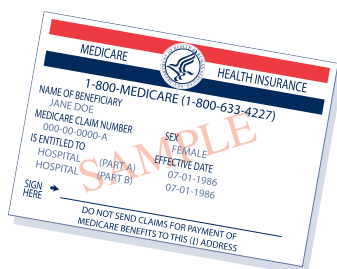 MEDICARE HEALTH INSURANCE
1-800-MEDICARE (1-800-633-4227)
NAME OF BENEFICIARY
JANE DOE
MEDICARE CLAIM NUMBER SEX
000-00-0000-A FEMALE
IS ENTITLED TO EFFECTIVE DATE
HOSPITAL (PART A) 07-01-1986
HOSPITAL (PART B) 07-01-1986
SAMPLE
SIGN
HERE
DO NOT SEND CLAIMS FOR PAYMENT OF
MEDICARE BENEFITS TO THIS (J) ADDRESS